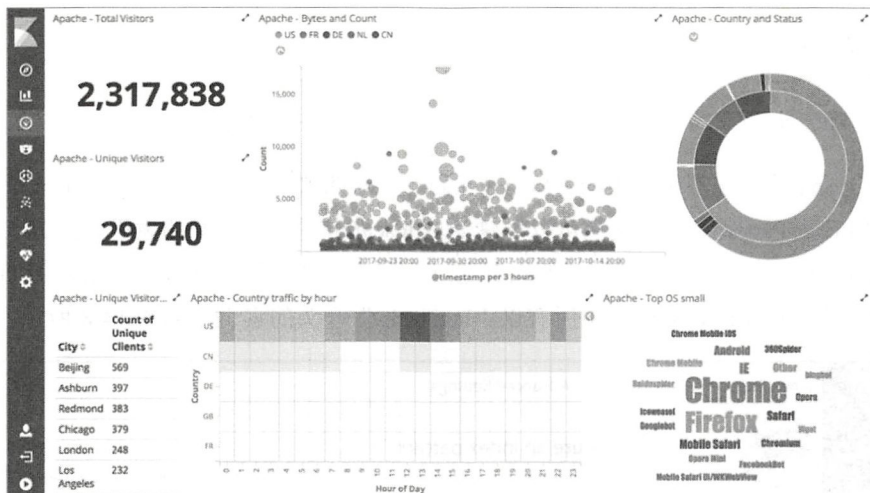 Apache - Total Visitors
2,317,838
Apache - Unique Visitors
29,740
Apache - Bytes and Count
US FR DE NL CN
Count
15,000
10,000
5,000
2017-09-23 20:00 2017-09-30 20:00 2017-10-07 20:00 2017-10-14 20:00
@timestamp per 3 hours
Apache - Country and Status
Apache - Unique Visitor...
City Count of Unique Clients
Beijing 569
Ashburn 397
Redmond 383
Chicago 379
London 248
Los Angeles 232
Apache - Country traffic by hour
Country
US
CN
DE
GB
FR
0 1 2 3 4 5 6 7 8 9 10 11 12 13 14 15 16 17 18 19 20 21 22 23
Hour of Day
Apache - Top OS small
Chrome Mobile iOS
Android 360Spider
Chrome Mobile IE Other bingbot
Baiduspider Chrome Opera
Iceweasel Firefox Safari
Googlebot Wget
Mobile Safari Chromium
Opera Mini FacebookBot
Mobile Safari UI/WKWebView